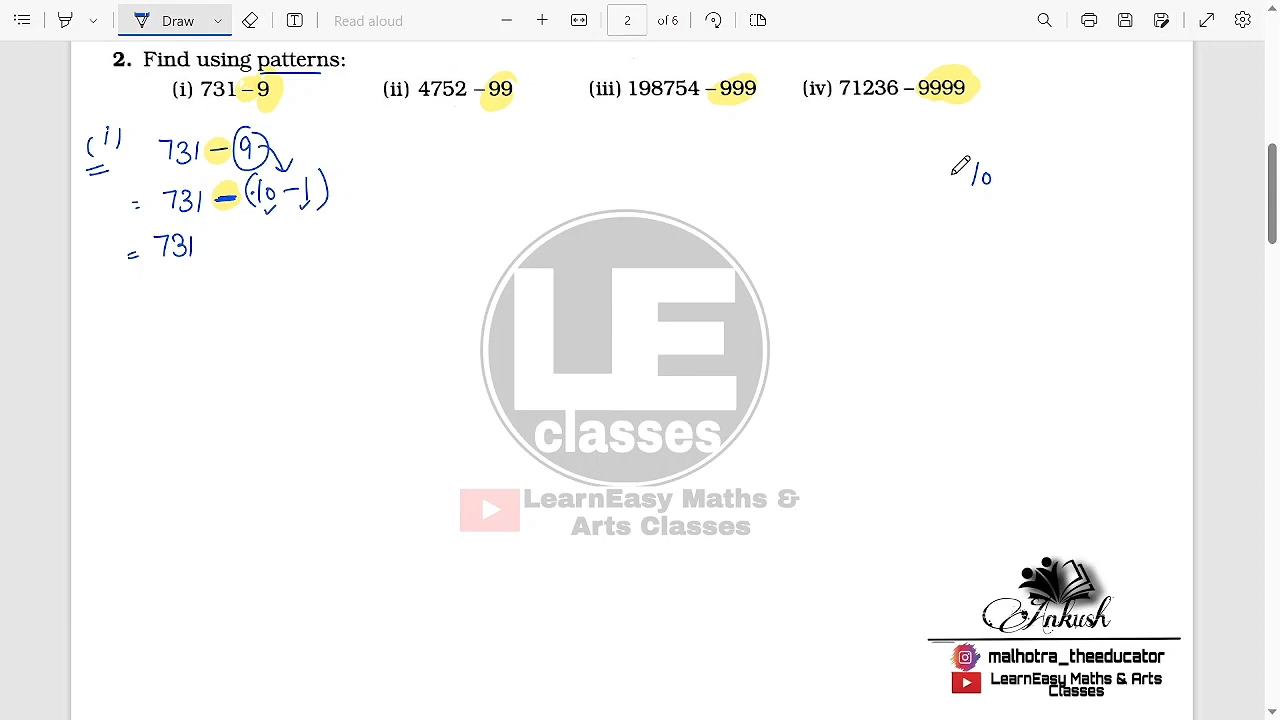 Draw
Read aloud
2 of 6
2. Find using patterns:
(i) 731 – 9 (ii) 4752 – 99 (iii) 198754 – 999 (iv) 71236 – 9999
(i) 731 – 9
= 731 – (10 – 1)
10
= 731
LE
classes
LearnEasy Maths &
Arts Classes
Ankush
malhotra_theeducator
LearnEasy Maths & Arts
Classes